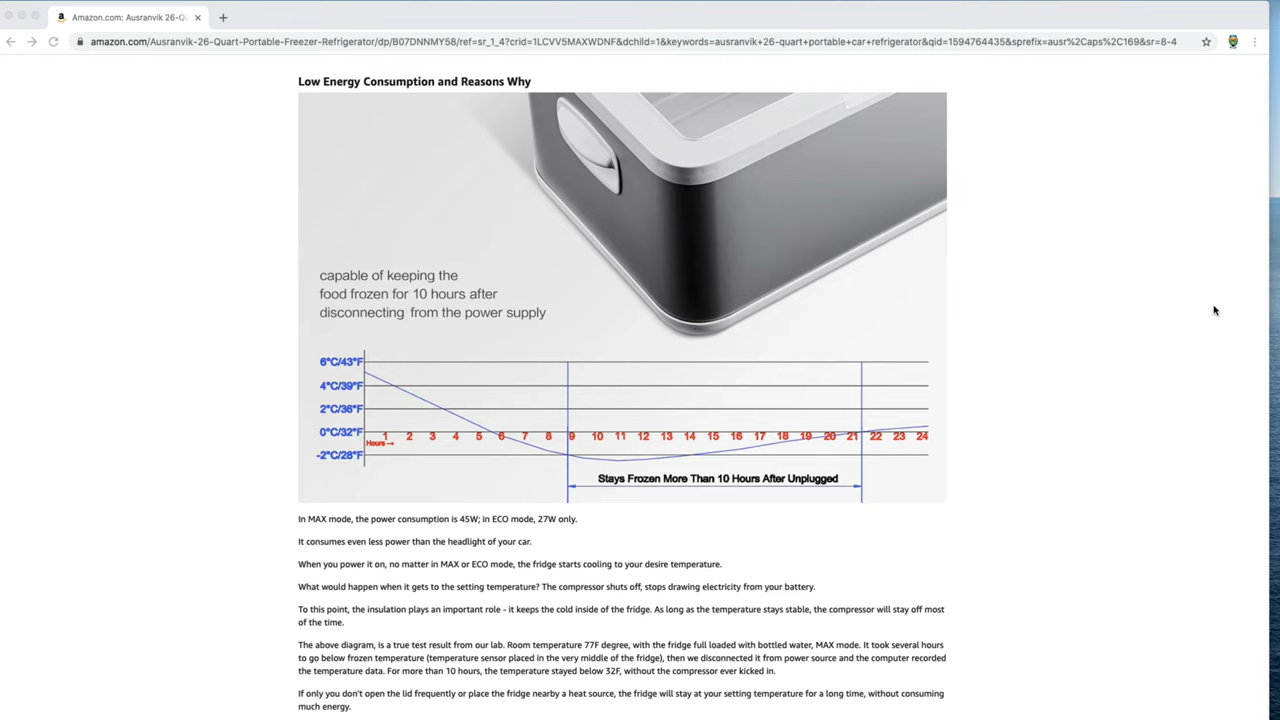 Amazon.com: Ausranvik 26-Qu
amazon.com/Ausranvik-26-Quart-Portable-Freezer-Refrigerator/dp/B07DNNMY58/ref=sr_1_4?crid=1LCVV5MAXWDNF&dchild=1&keywords=ausranvik+26-quart+portable+car+refrigerator&qid=1594764435&sprefix=ausr%2Caps%2C169&sr=8-4
Low Energy Consumption and Reasons Why
capable of keeping the
food frozen for 10 hours after
disconnecting from the power supply
6°C/43°F
4°C/39°F
2°C/36°F
0°C/32°F
1 2 3 4 5 6 7 8 9 10 11 12 13 14 15 16 17 18 19 20 21 22 23 24
Hours→
-2°C/28°F
Stays Frozen More Than 10 Hours After Unplugged
In MAX mode, the power consumption is 45W; in ECO mode, 27W only.
It consumes even less power than the headlight of your car.
When you power it on, no matter in MAX or ECO mode, the fridge starts cooling to your desire temperature.
What would happen when it gets to the setting temperature? The compressor shuts off, stops drawing electricity from your battery.
To this point, the insulation plays an important role - it keeps the cold inside of the fridge. As long as the temperature stays stable, the compressor will stay off most
of the time.
The above diagram, is a true test result from our lab. Room temperature 77F degree, with the fridge full loaded with bottled water, MAX mode. It took several hours
to go below frozen temperature (temperature sensor placed in the very middle of the fridge), then we disconnected it from power source and the computer recorded
the temperature data. For more than 10 hours, the temperature stayed below 32F, without the compressor ever kicked in.
If only you don't open the lid frequently or place the fridge nearby a heat source, the fridge will stay at your setting temperature for a long time, without consuming
much energy.